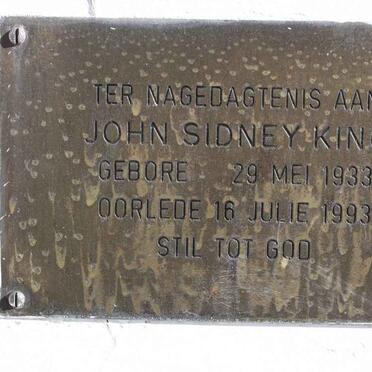 TER NAGEDAGTENIS AAN
JOHN SIDNEY KING
GEBORE 29 MEI 1933
OORLEDE 16 JULIE 1993
STIL TOT GOD